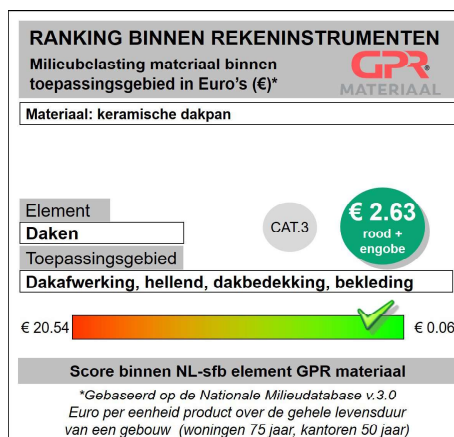 RANKING BINNEN REKENINSTRUMENTEN
Milieubelasting materiaal binnen
toepassingsgebied in Euro's (€)*
GPR
MATERIAAL
Materiaal: keramische dakpan
Element
Daken
CAT.3
€ 2.63
rood +
engobe
Toepassingsgebied
Dakafwerking, hellend, dakbedekking, bekleding
€ 20.54
€ 0.06
Score binnen NL-sfb element GPR materiaal
*Gebaseerd op de Nationale Milieudatabase v.3.0
Euro per eenheid product over de gehele levensduur
van een gebouw (woningen 75 jaar, kantoren 50 jaar)